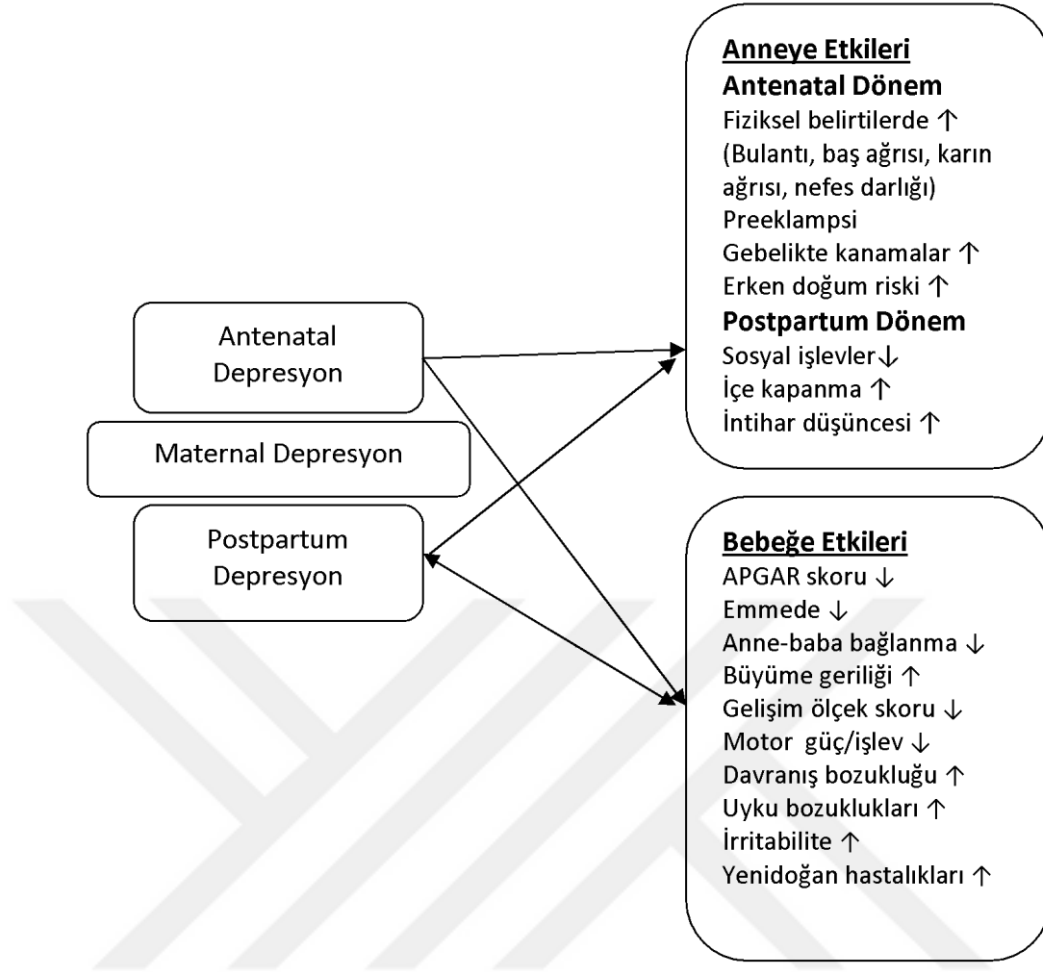 Antenatal
Depresyon
Maternal Depresyon
Postpartum
Depresyon
Anneye Etkileri
Antenatal Dönem
Fiziksel belirtilerde ↑
(Bulantı, baş ağrısı, karın
ağrısı, nefes darlığı)
Preeklampsi
Gebelikte kanamalar ↑
Erken doğum riski ↑
Postpartum Dönem
Sosyal işlevler↓
İçe kapanma ↑
İntihar düşüncesi ↑
Bebeğe Etkileri
APGAR skoru ↓
Emmede ↓
Anne-baba bağlanma ↓
Büyüme geriliği ↑
Gelişim ölçek skoru ↓
Motor  güç/işlev ↓
Davranış bozukluğu ↑
Uyku bozuklukları ↑
İrritabilite ↑
Yenidoğan hastalıkları ↑